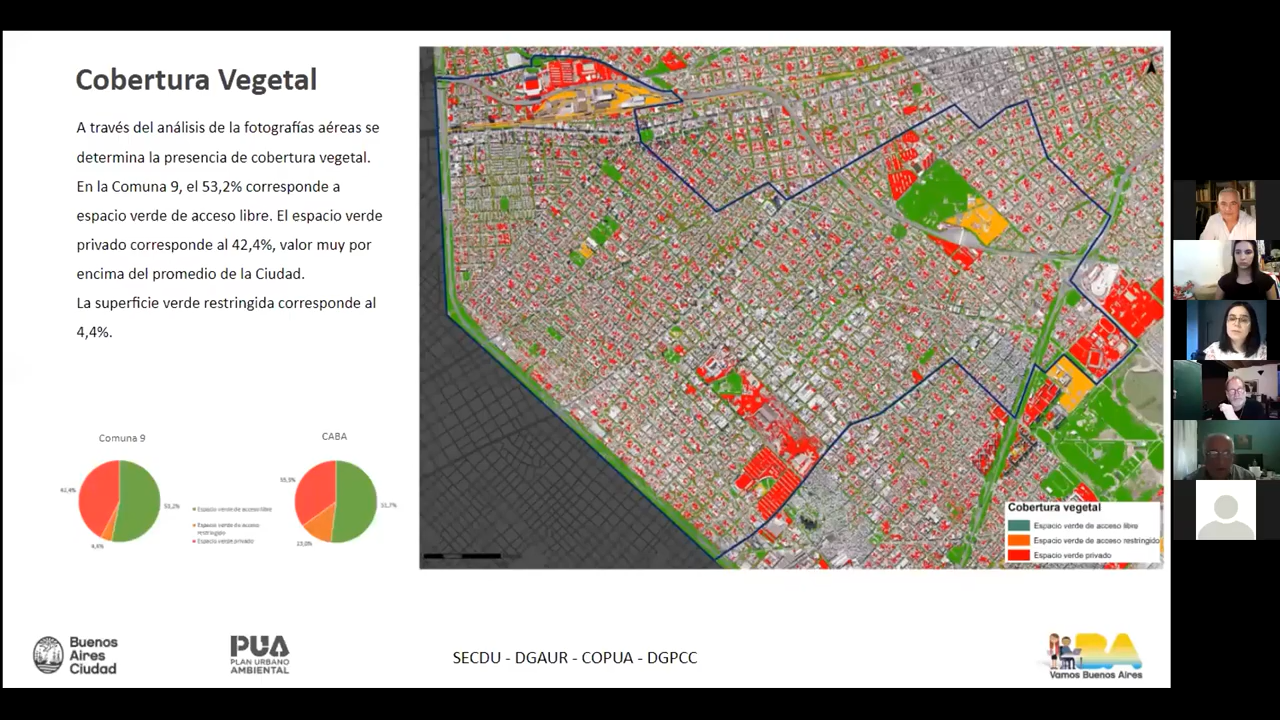 Cobertura Vegetal
A través del análisis de la fotografías aéreas se
determina la presencia de cobertura vegetal.
En la Comuna 9, el 53,2% corresponde a
espacio verde de acceso libre. El espacio verde
privado corresponde al 42,4%, valor muy por
encima del promedio de la Ciudad.
La superficie verde restringida corresponde al
4,4%.
Comuna 9
CABA
42,4%
53,2%
4,4%
Espacio verde de acceso libre
Espacio verde de acceso
restringido
Espacio verde privado
Cobertura vegetal
Espacio verde de acceso libre
Espacio verde de acceso restringido
Espacio verde privado
Buenos
Aires
Ciudad
PUA
PLAN URBANO
AMBIENTAL
SECDU - DGAUR - COPUA - DGPCC
BA
Vamos Buenos Aires